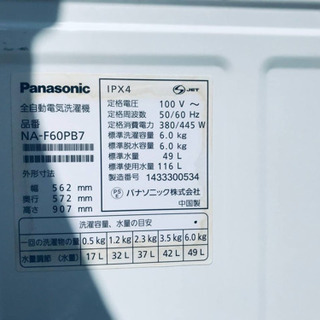 Panasonic
全自動電気洗濯機
品番
NA-F60PB7
外形寸法
幅 562 mm
奥行 572 mm
高さ 907 mm
IPX4
JET
定格電圧 100 V ～
定格周波数 50/60 Hz
定格消費電力 380/445 W
標準洗濯容量 6.0 kg
標準脱水容量 6.0 kg
標準水量 49 L
標準使用水量 116 L
製造番号 1433300534
PSE パナソニック株式会社
中国製
洗濯容量、水量の目安
一回の洗濯物の量 0.5 kg 1.2 kg 2.3 kg 3.5 kg 6.0 kg
水量調節（水量） 17 L 32 L 37 L 42 L 49 L